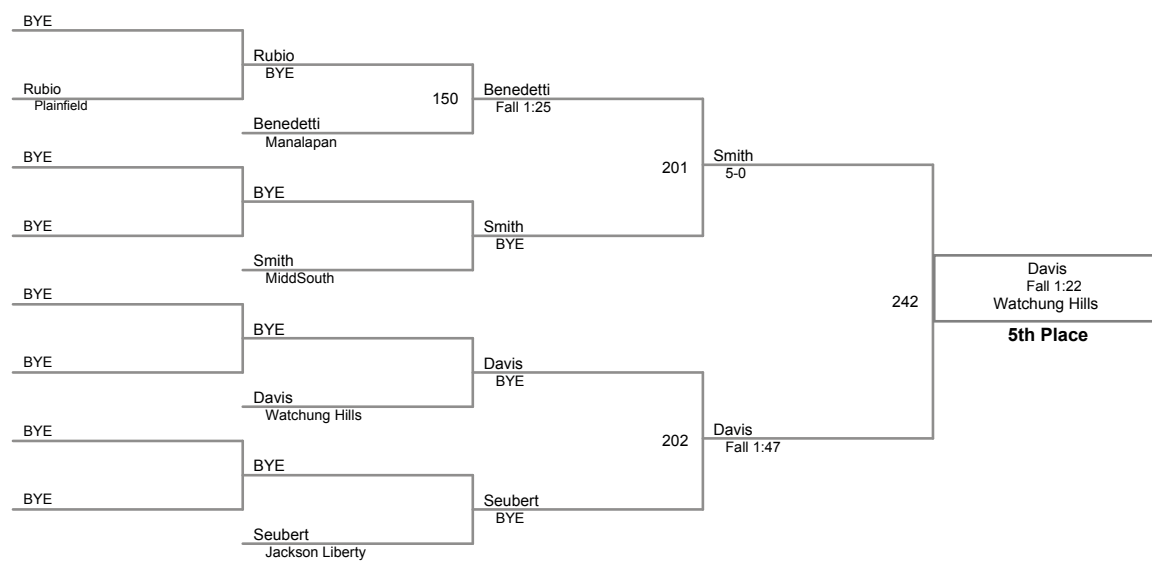 BYE
Rubio
BYE
Rubio
Plainfield
150
Benedetti
Fall 1:25
Benedetti
Manalapan
BYE
201
Smith
5-0
BYE
BYE
Smith
BYE
Smith
MiddSouth
BYE
242
Davis
Fall 1:22
Watchung Hills
5th Place
BYE
BYE
Davis
BYE
Davis
Watchung Hills
BYE
202
Davis
Fall 1:47
BYE
BYE
Seubert
BYE
Seubert
Jackson Liberty